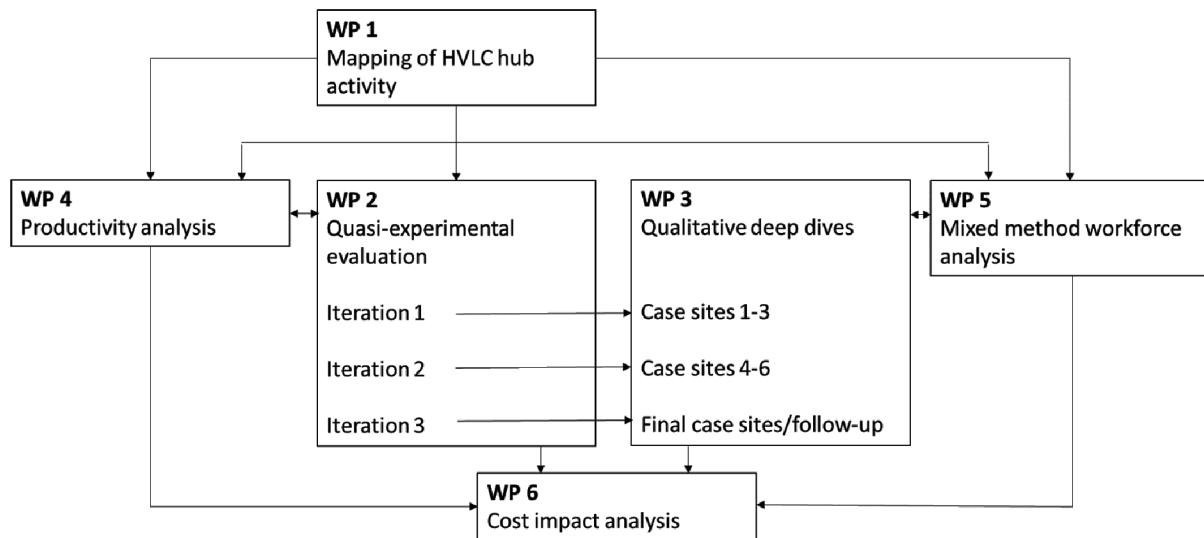 WP 1
Mapping of HVLC hub
activity
WP 4
Productivity analysis
WP 2
Quasi-experimental
evaluation
Iteration 1
Iteration 2
Iteration 3
WP 3
Qualitative deep dives
Case sites 1-3
Case sites 4-6
Final case sites/follow-up
WP 5
Mixed method workforce
analysis
WP 6
Cost impact analysis